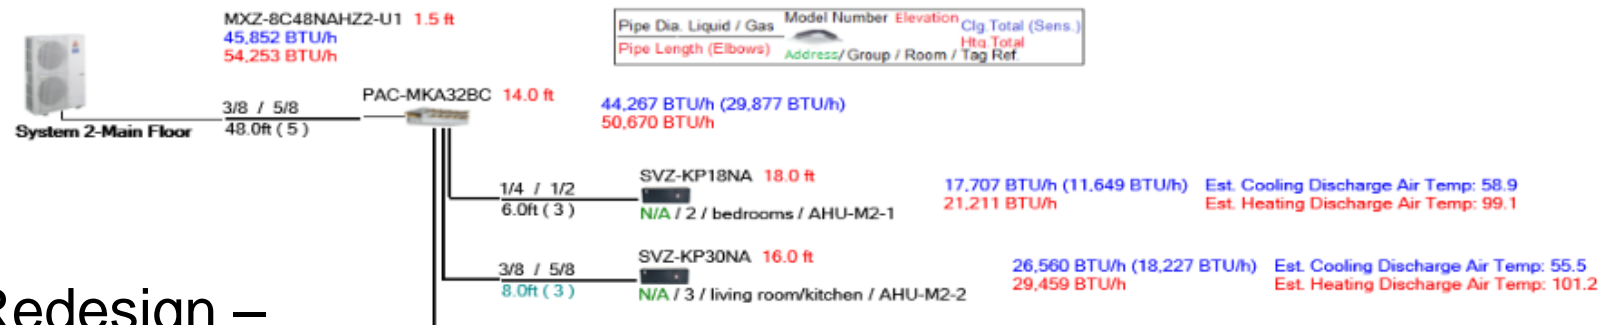 MXZ-8C48NAHZ2-U1 1.5 ft
45,852 BTU/h
54,253 BTU/h
Pipe Dia. Liquid / Gas Model Number Elevation Clg.Total (Sens.)
Pipe Length (Elbows) Htg.Total
Address/ Group / Room / Tag Ref.
System 2-Main Floor
3/8 / 5/8
48.0ft ( 5 )
PAC-MKA32BC 14.0 ft
44,267 BTU/h (29,877 BTU/h)
50,670 BTU/h
1/4 / 1/2
6.0ft ( 3 )
SVZ-KP18NA 18.0 ft
N/A / 2 / bedrooms / AHU-M2-1
17,707 BTU/h (11,649 BTU/h) Est. Cooling Discharge Air Temp: 58.9
21,211 BTU/h Est. Heating Discharge Air Temp: 99.1
3/8 / 5/8
8.0ft ( 3 )
SVZ-KP30NA 16.0 ft
N/A / 3 / living room/kitchen / AHU-M2-2
26,560 BTU/h (18,227 BTU/h) Est. Cooling Discharge Air Temp: 55.5
29,459 BTU/h Est. Heating Discharge Air Temp: 101.2
Redesign –